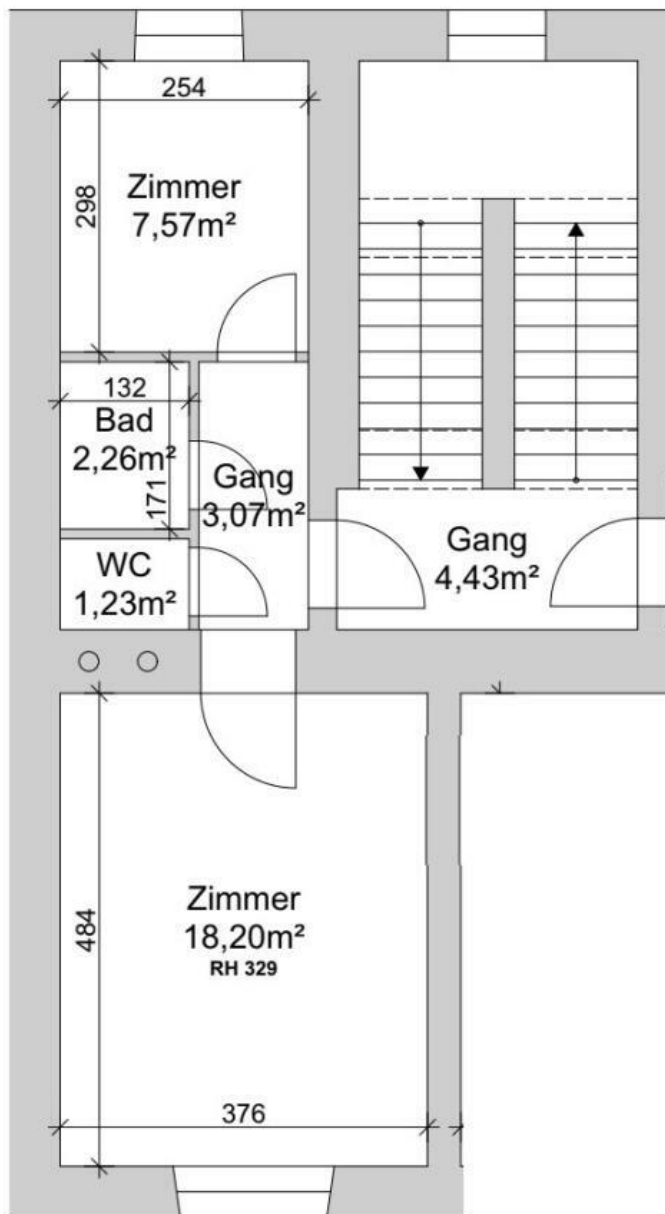 254
298
Zimmer
7,57m²
132
Bad
2,26m²
171
Gang
3,07m²
WC
1,23m²
Gang
4,43m²
484
Zimmer
18,20m²
RH 329
376